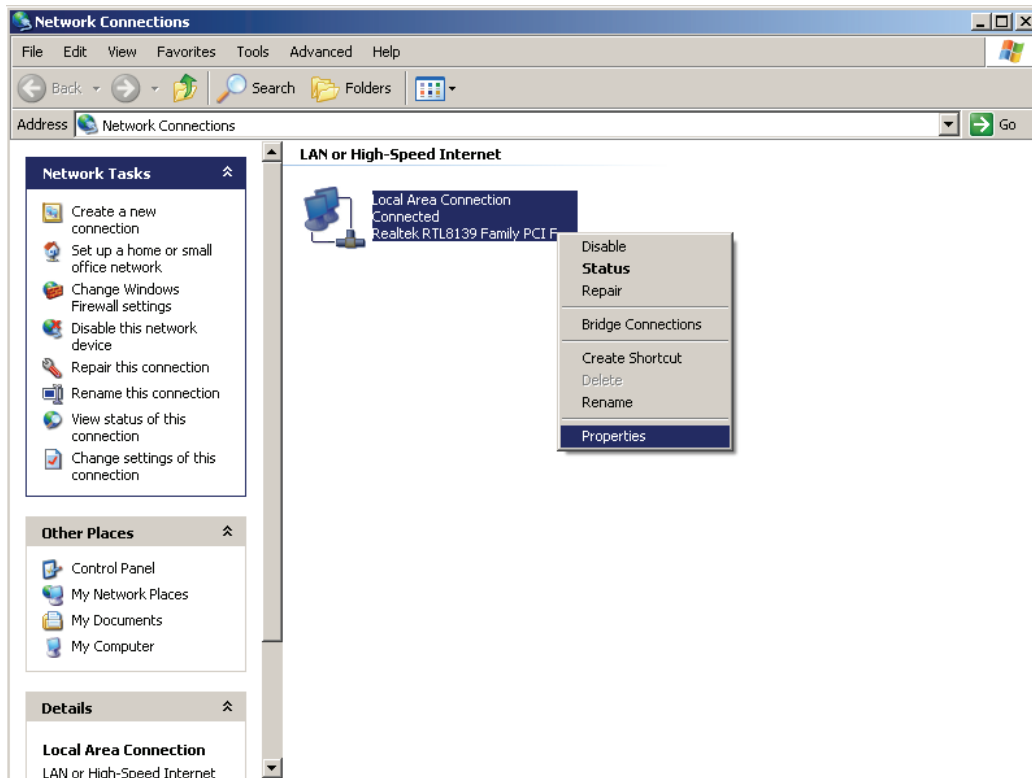 Network Connections
File Edit View Favorites Tools Advanced Help
Back Search Folders
Address Network Connections Go
Network Tasks
Create a new
connection
Set up a home or small
office network
Change Windows
Firewall settings
Disable this network
device
Repair this connection
Rename this connection
View status of this
connection
Change settings of this
connection
Other Places
Control Panel
My Network Places
My Documents
My Computer
Details
Local Area Connection
LAN or High-Speed Internet
LAN or High-Speed Internet
Local Area Connection
Connected
Realtek RTL8139 Family PCI F
Disable
Status
Repair
Bridge Connections
Create Shortcut
Delete
Rename
Properties